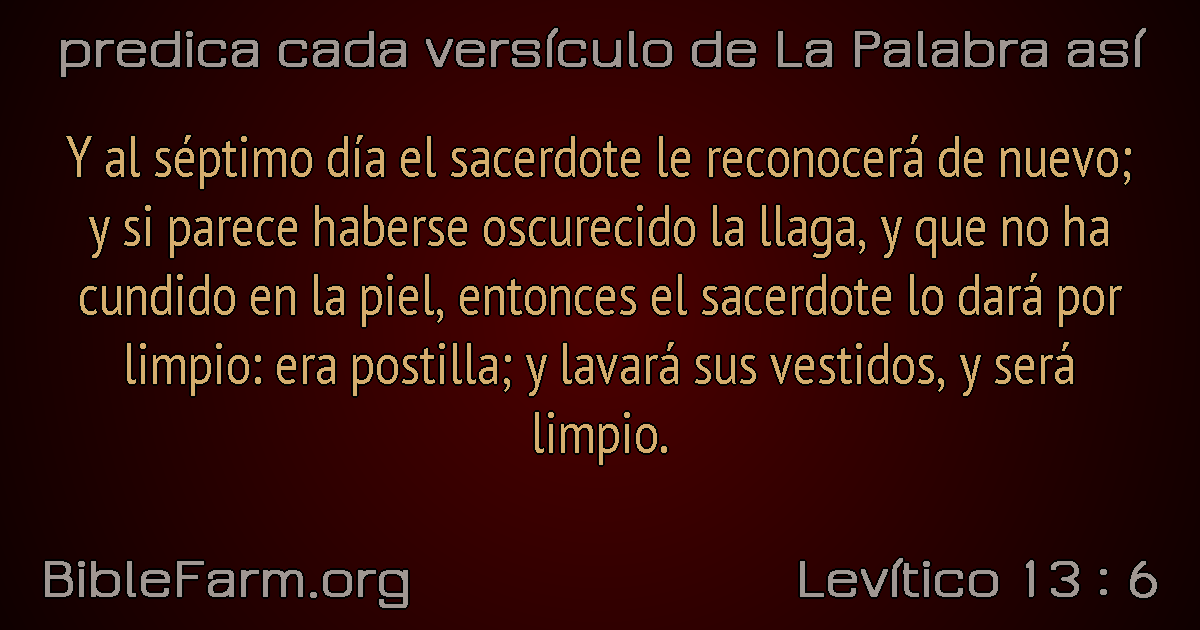 predica cada versículo de La Palabra así
Y al séptimo día el sacerdote le reconocerá de nuevo;
y si parece haberse oscurecido la llaga, y que no ha
cundido en la piel, entonces el sacerdote lo dará por
limpio: era postilla; y lavará sus vestidos, y será
limpio.
BibleFarm.org
Levítico 13 : 6